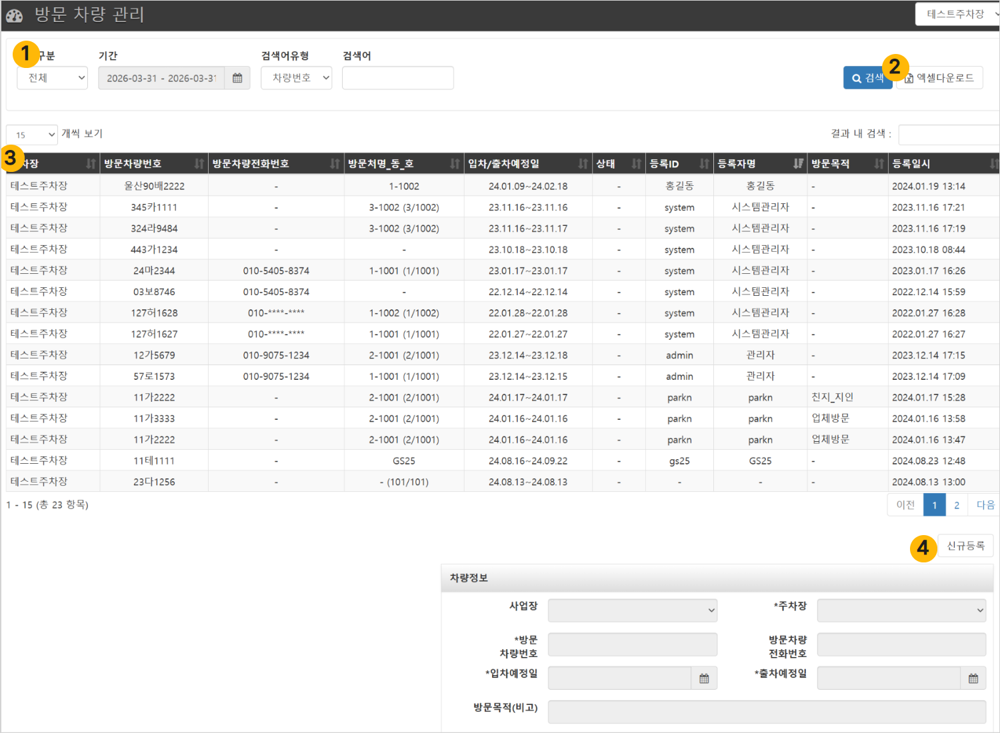 방문 차량 관리
테스트주차장
1
구분
기간
검색어유형
검색어
전체
2026-03-31 - 2026-03-31
차량번호
2
검색
엑셀다운로드
15 개씩 보기
결과 내 검색 :
3
차장 방문차량번호 방문차량전화번호 방문처명_동_호 입차/출차예정일 상태 등록ID 등록자명 방문목적 등록일시
테스트주차장 울산90배2222 - 1-1002 24.01.09~24.02.18 - 홍길동 홍길동 - 2024.01.19 13:14
테스트주차장 345카1111 - 3-1002 (3/1002) 23.11.16~23.11.16 - system 시스템관리자 - 2023.11.16 17:21
테스트주차장 324라9484 - 3-1002 (3/1002) 23.11.16~23.11.17 - system 시스템관리자 - 2023.11.16 17:19
테스트주차장 443가1234 - - 23.10.18~23.10.18 - system 시스템관리자 - 2023.10.18 08:44
테스트주차장 24마2344 010-5405-8374 1-1001 (1/1001) 23.01.17~23.01.17 - system 시스템관리자 - 2023.01.17 16:26
테스트주차장 03보8746 010-5405-8374 - 22.12.14~22.12.14 - system 시스템관리자 - 2022.12.14 15:59
테스트주차장 127허1628 010-****-**** 1-1002 (1/1002) 22.01.28~22.01.28 - system 시스템관리자 - 2022.01.27 16:28
테스트주차장 127허1627 010-****-**** 1-1001 (1/1001) 22.01.27~22.01.27 - system 시스템관리자 - 2022.01.27 16:27
테스트주차장 12가5679 010-9075-1234 2-1001 (2/1001) 23.12.14~23.12.18 - admin 관리자 - 2023.12.14 17:15
테스트주차장 57로1573 010-9075-1234 1-1001 (1/1001) 23.12.14~23.12.15 - admin 관리자 - 2023.12.14 17:09
테스트주차장 11가2222 - 2-1001 (2/1001) 24.01.17~24.01.17 - parkn parkn 친지_지인 2024.01.17 15:28
테스트주차장 11가3333 - 2-1001 (2/1001) 24.01.16~24.01.16 - parkn parkn 업체방문 2024.01.16 13:58
테스트주차장 11가2222 - 2-1001 (2/1001) 24.01.16~24.01.16 - parkn parkn 업체방문 2024.01.16 13:47
테스트주차장 11테1111 - GS25 24.08.16~24.09.22 - gs25 GS25 - 2024.08.23 12:48
테스트주차장 23다1256 - - (101/101) 24.08.13~24.08.13 - - - - 2024.08.13 13:00
1 - 15 (총 23 항목)
이전 1 2 다음
4
신규등록
차량정보
사업장
*주차장
*방문
차량번호
방문차량
전화번호
*입차예정일
*출차예정일
방문목적(비고)